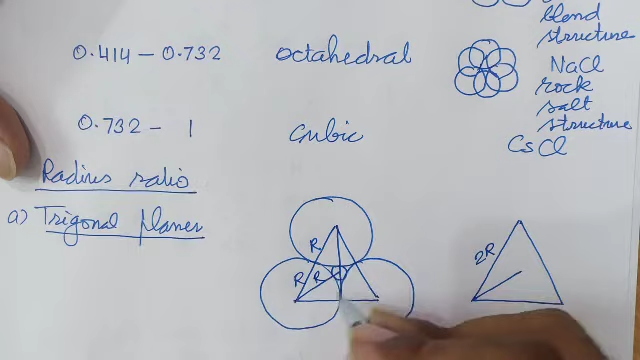 blend
structure
0.414 - 0.732 octahedral
NaCl
rock
salt
structure
0.732 - 1 cubic
CsCl
Radius ratio
a) Trigonal planer
R
R R
2R